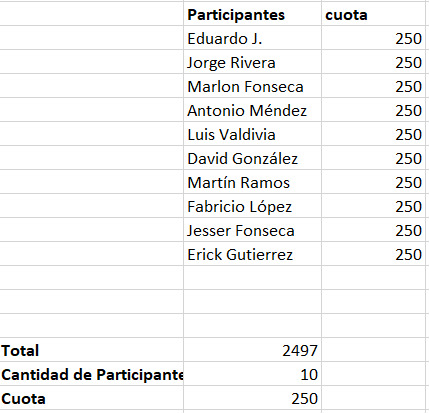 Participantes cuota
Eduardo J. 250
Jorge Rivera 250
Marlon Fonseca 250
Antonio Méndez 250
Luis Valdivia 250
David González 250
Martín Ramos 250
Fabricio López 250
Jesser Fonseca 250
Erick Gutierrez 250
Total 2497
Cantidad de Participante 10
Cuota 250